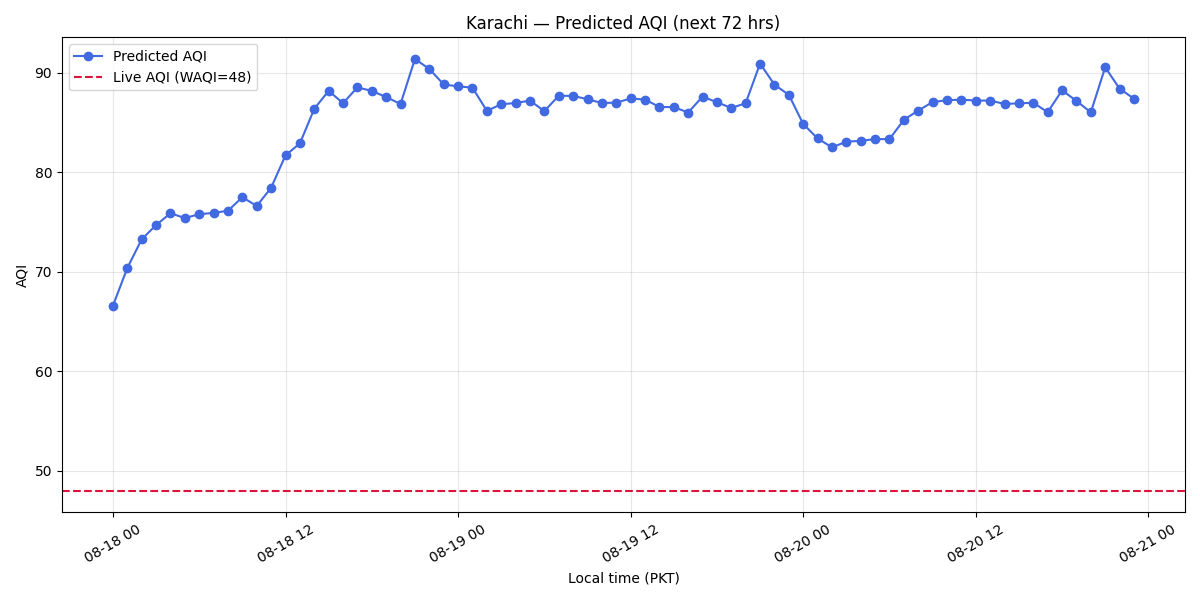 Karachi — Predicted AQI (next 72 hrs)
Predicted AQI
Live AQI (WAQI=48)
AQI
90
80
70
60
50
08-18 00
08-18 12
08-19 00
08-19 12
08-20 00
08-20 12
08-21 00
Local time (PKT)